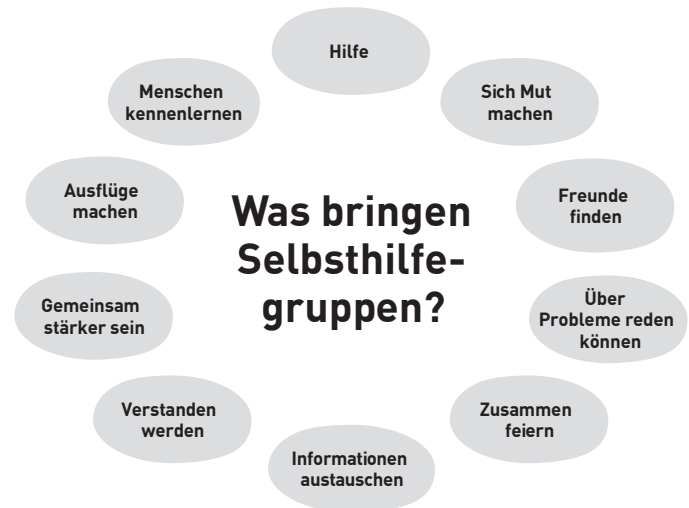 Hilfe
Sich Mut
machen
Freunde
finden
Über
Probleme reden
können
Zusammen
feiern
Informationen
austauschen
Verstanden
werden
Gemeinsam
stärker sein
Ausflüge
machen
Menschen
kennenlernen
Was bringen
Selbsthilfe-
gruppen?